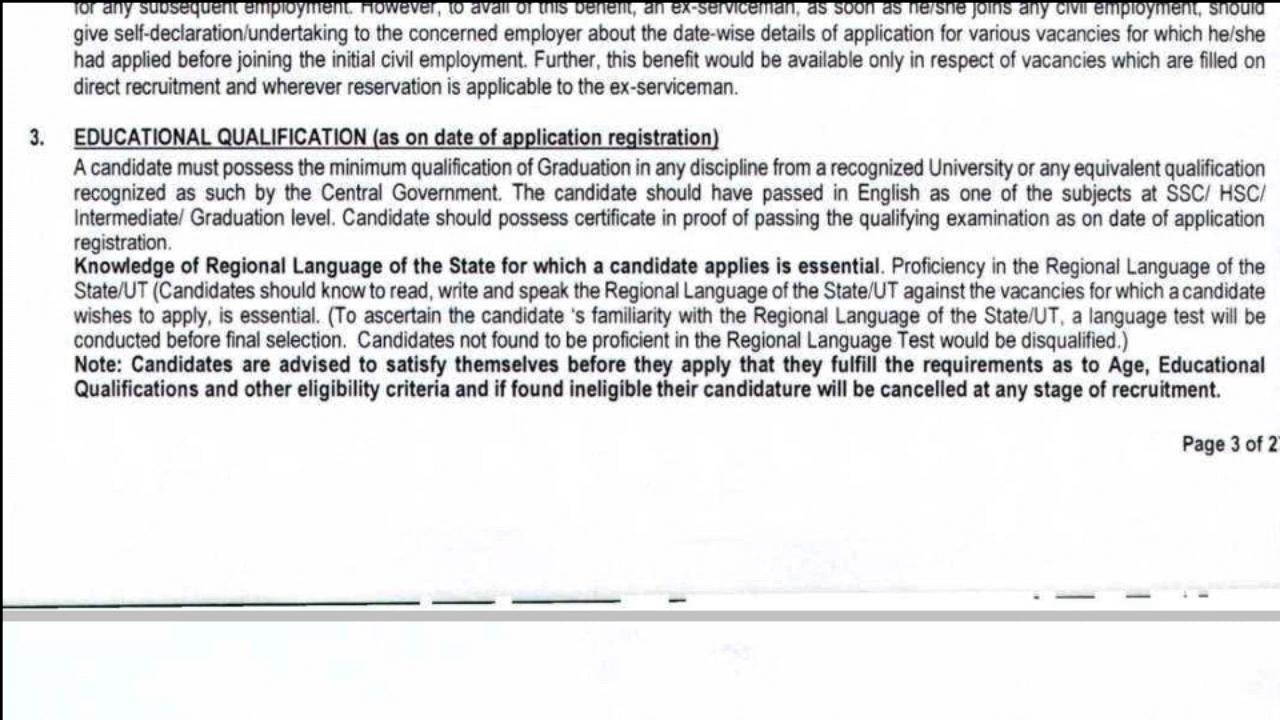 for any subsequent employment. However, to avail of this benefit, an ex-serviceman, as soon as he/she joins any civil employment, should
give self-declaration/undertaking to the concerned employer about the date-wise details of application for various vacancies for which he/she
had applied before joining the initial civil employment. Further, this benefit would be available only in respect of vacancies which are filled on
direct recruitment and wherever reservation is applicable to the ex-serviceman.
3. EDUCATIONAL QUALIFICATION (as on date of application registration)
A candidate must possess the minimum qualification of Graduation in any discipline from a recognized University or any equivalent qualification
recognized as such by the Central Government. The candidate should have passed in English as one of the subjects at SSC/ HSC/
Intermediate/ Graduation level. Candidate should possess certificate in proof of passing the qualifying examination as on date of application
registration.
Knowledge of Regional Language of the State for which a candidate applies is essential. Proficiency in the Regional Language of the
State/UT (Candidates should know to read, write and speak the Regional Language of the State/UT against the vacancies for which a candidate
wishes to apply, is essential. (To ascertain the candidate 's familiarity with the Regional Language of the State/UT, a language test will be
conducted before final selection. Candidates not found to be proficient in the Regional Language Test would be disqualified.)
Note: Candidates are advised to satisfy themselves before they apply that they fulfill the requirements as to Age, Educational
Qualifications and other eligibility criteria and if found ineligible their candidature will be cancelled at any stage of recruitment.
Page 3 of 2